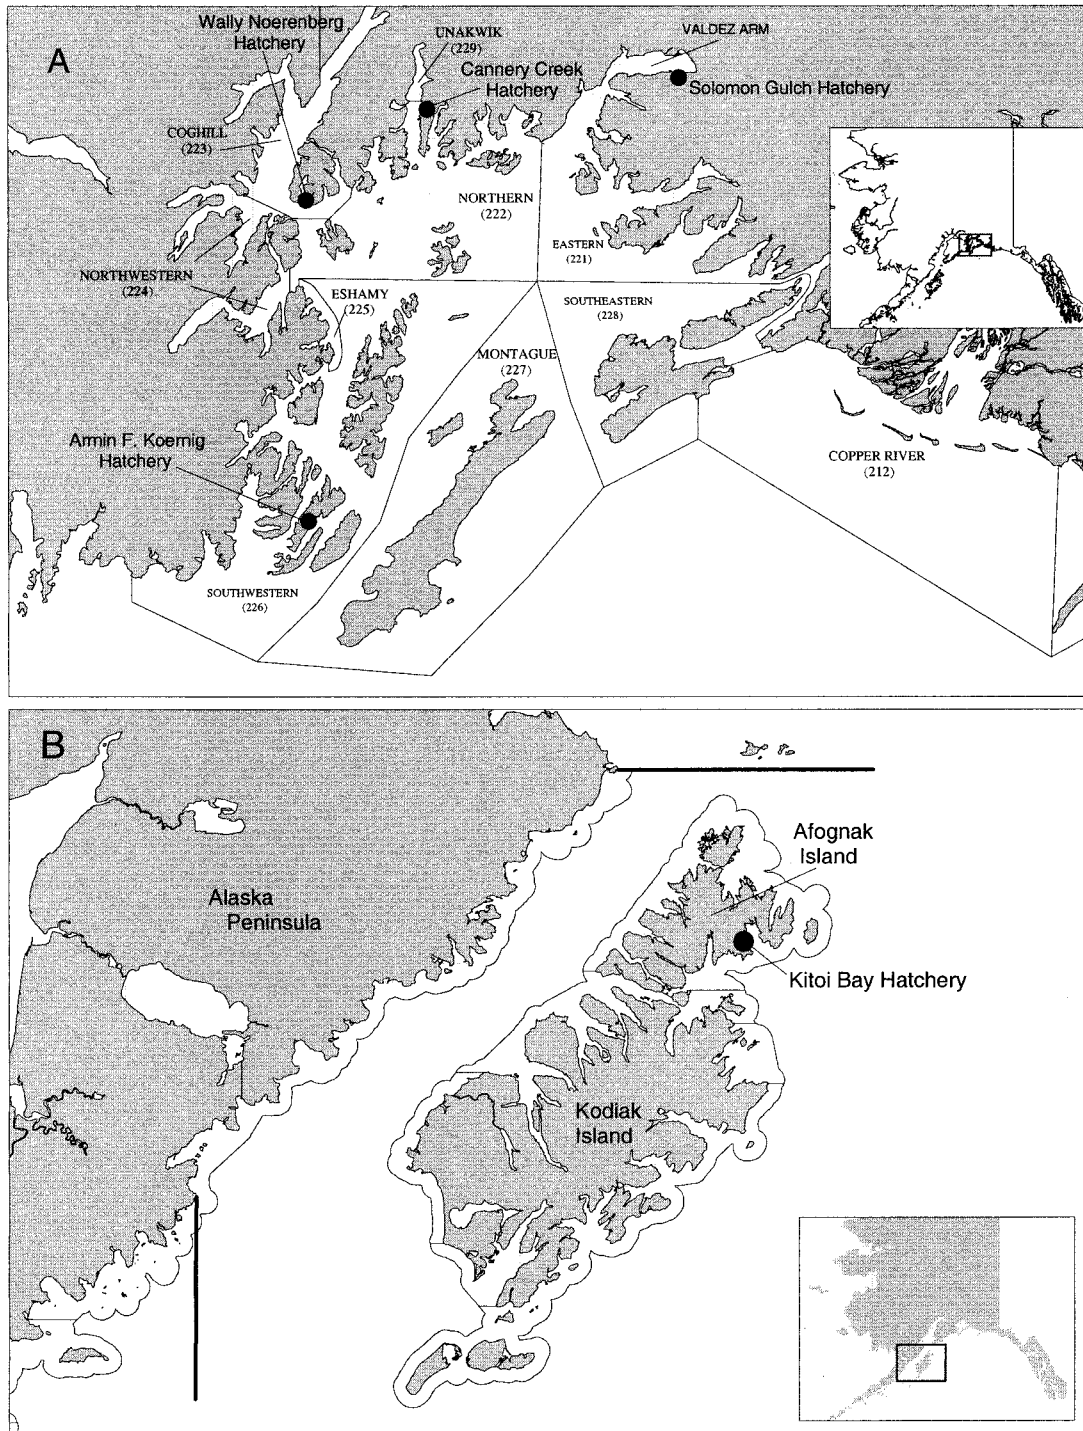 A
Wally Noerenberg
Hatchery
UNAKWIK
(229)
VALDEZ ARM
Cannery Creek
Hatchery
Solomon Gulch Hatchery
COGHILL
(223)
NORTHERN
(222)
EASTERN
(221)
NORTHWESTERN
(224)
ESHAMY
(225)
SOUTHEASTERN
(228)
MONTAGUE
(227)
Armin F. Koernig
Hatchery
COPPER RIVER
(212)
SOUTHWESTERN
(226)
B
Afognak
Island
Alaska
Peninsula
Kitoi Bay Hatchery
Kodiak
Island